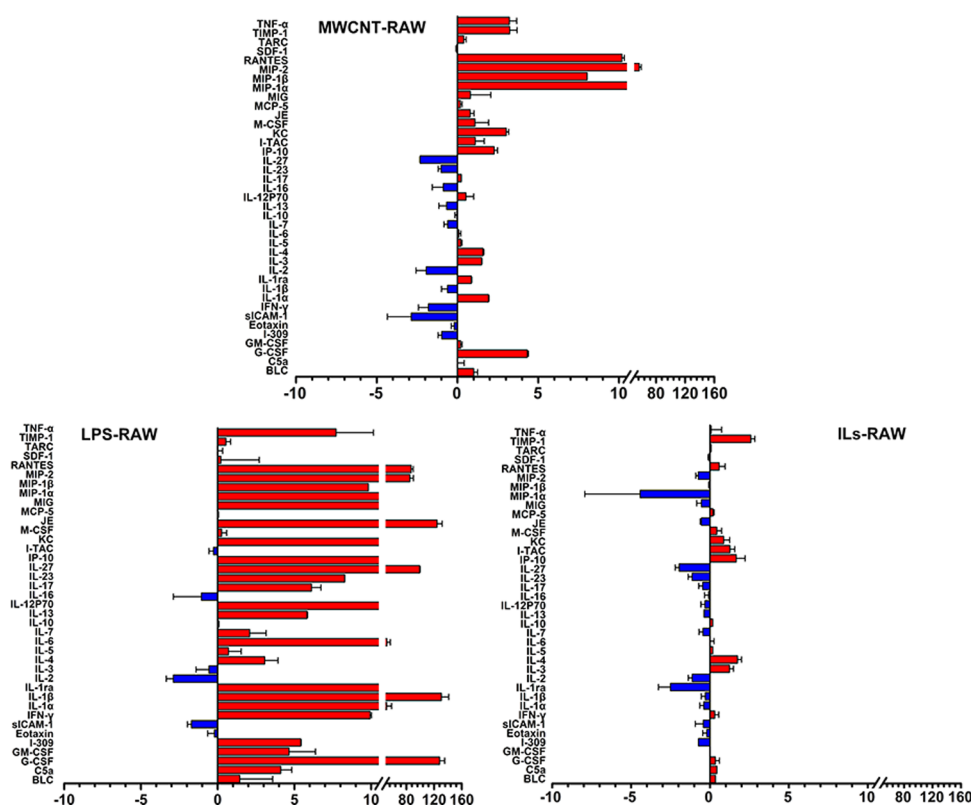 MWCNT-RAW
TNF-α
TIMP-1
TARC
SDF-1
RANTES
MIP-2
MIP-1β
MIP-1α
MIG
MCP-5
JE
M-CSF
KC
I-TAC
IP-10
IL-27
IL-23
IL-17
IL-16
IL-12P70
IL-13
IL-10
IL-7
IL-6
IL-5
IL-4
IL-3
IL-2
IL-1ra
IL-1β
IL-1α
IFN-γ
sICAM-1
Eotaxin
I-309
GM-CSF
G-CSF
C5a
BLC
-10 -5 0 5 10 80 120 160
LPS-RAW
TNF-α
TIMP-1
TARC
SDF-1
RANTES
MIP-2
MIP-1β
MIP-1α
MIG
MCP-5
JE
M-CSF
KC
I-TAC
IP-10
IL-27
IL-23
IL-17
IL-16
IL-12P70
IL-13
IL-10
IL-7
IL-6
IL-5
IL-4
IL-3
IL-2
IL-1ra
IL-1β
IL-1α
IFN-γ
sICAM-1
Eotaxin
I-309
GM-CSF
G-CSF
C5a
BLC
-10 -5 0 5 10 80 120 160
ILs-RAW
TNF-α
TIMP-1
TARC
SDF-1
RANTES
MIP-2
MIP-1β
MIP-1α
MIG
MCP-5
JE
M-CSF
KC
I-TAC
IP-10
IL-27
IL-23
IL-17
IL-16
IL-12P70
IL-13
IL-10
IL-7
IL-6
IL-5
IL-4
IL-3
IL-2
IL-1ra
IL-1β
IL-1α
IFN-γ
sICAM-1
Eotaxin
I-309
GM-CSF
G-CSF
C5a
BLC
-10 -5 0 5 10 80 120 160